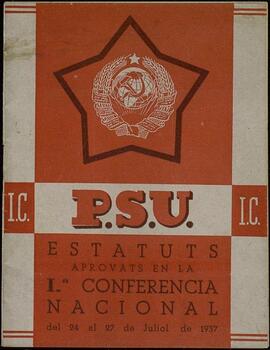 I.C. P.S.U. I.C.
ESTATUTS
APROVATS EN LA
I.ª CONFERENCIA
NACIONAL
del 24 al 27 de Juliol de 1937